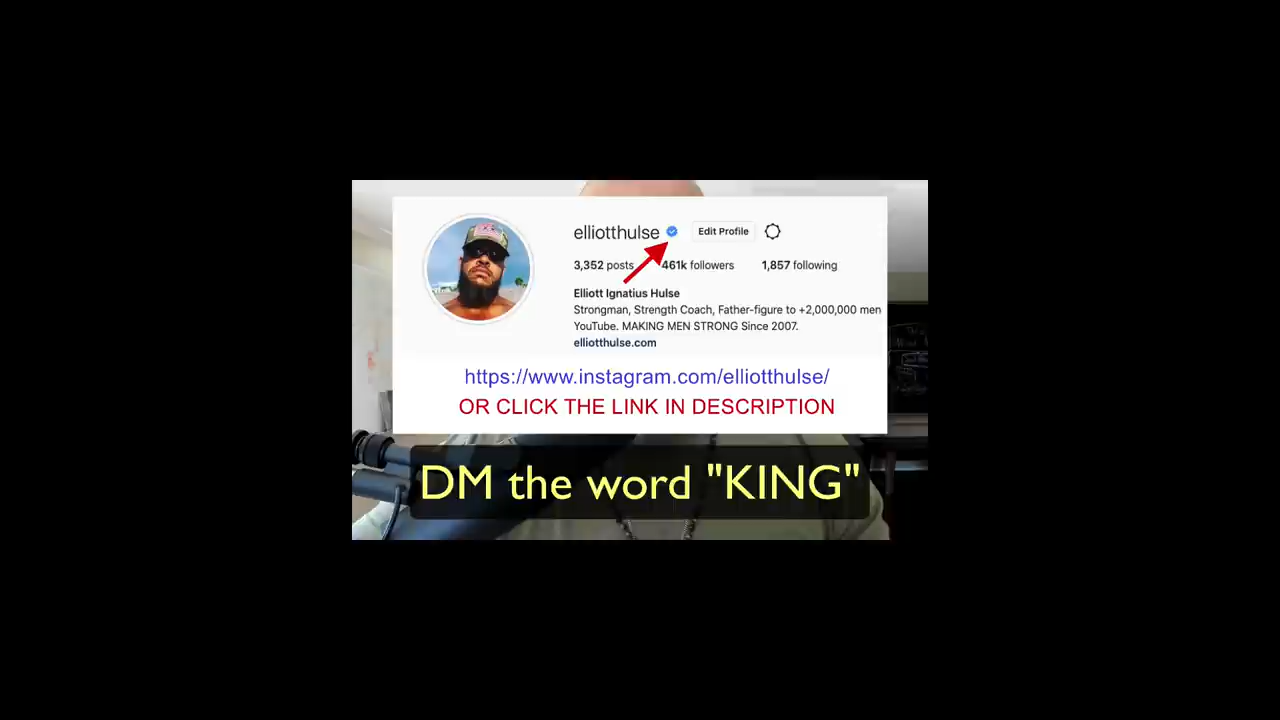 elliotthulse Edit Profile
3,352 posts 461k followers 1,857 following
Elliott Ignatius Hulse
Strongman, Strength Coach, Father-figure to +2,000,000 men
YouTube. MAKING MEN STRONG Since 2007.
elliotthulse.com
https://www.instagram.com/elliotthulse/
OR CLICK THE LINK IN DESCRIPTION
DM the word "KING"